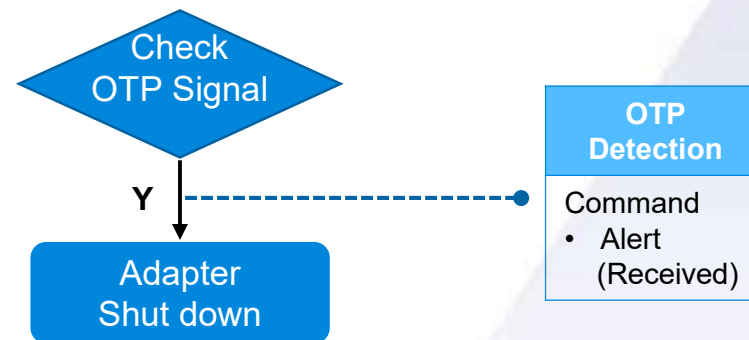 Check
OTP Signal
Y
Adapter
Shut down
OTP
Detection
Command
• Alert
(Received)